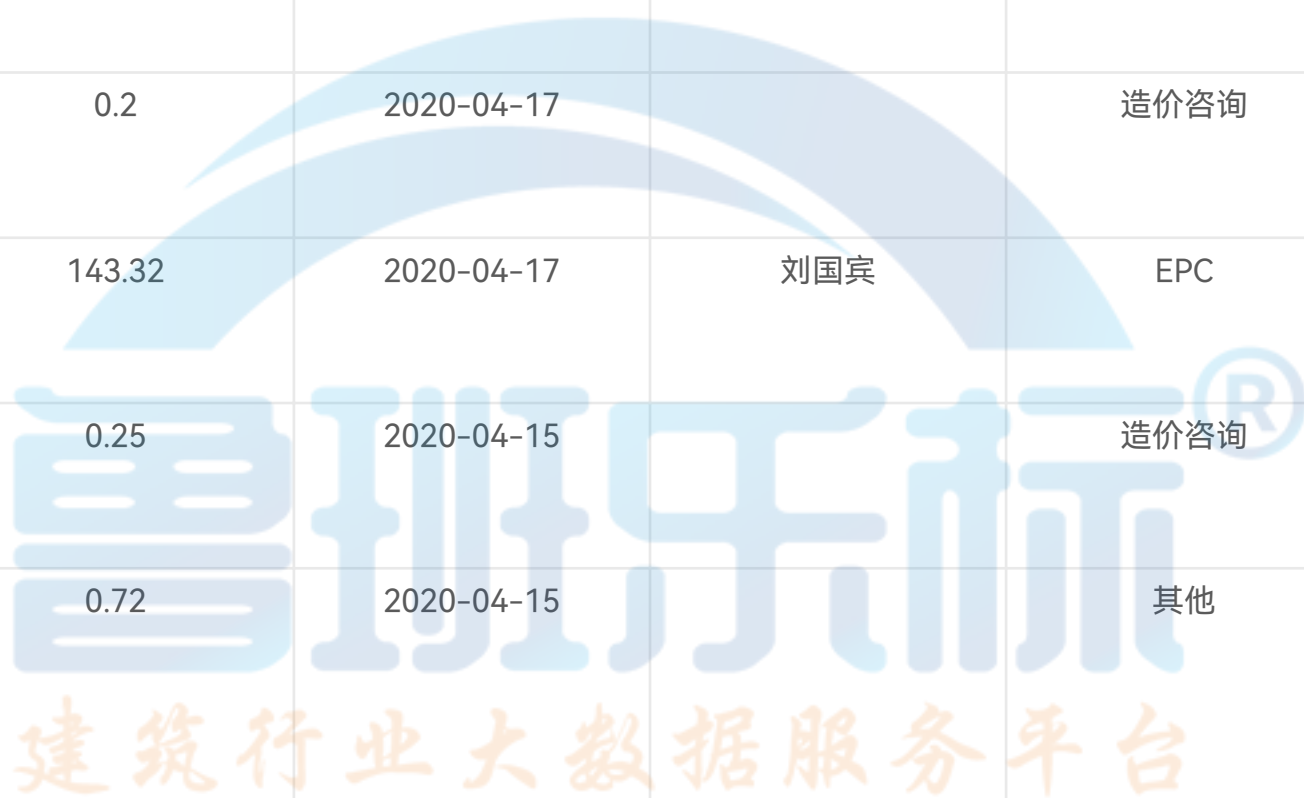 0.2 2020-04-17 造价咨询
143.32 2020-04-17 刘国宾 EPC
鲁班乐标®
0.25 2020-04-15 造价咨询
0.72 2020-04-15 其他
建筑行业大数据服务平台